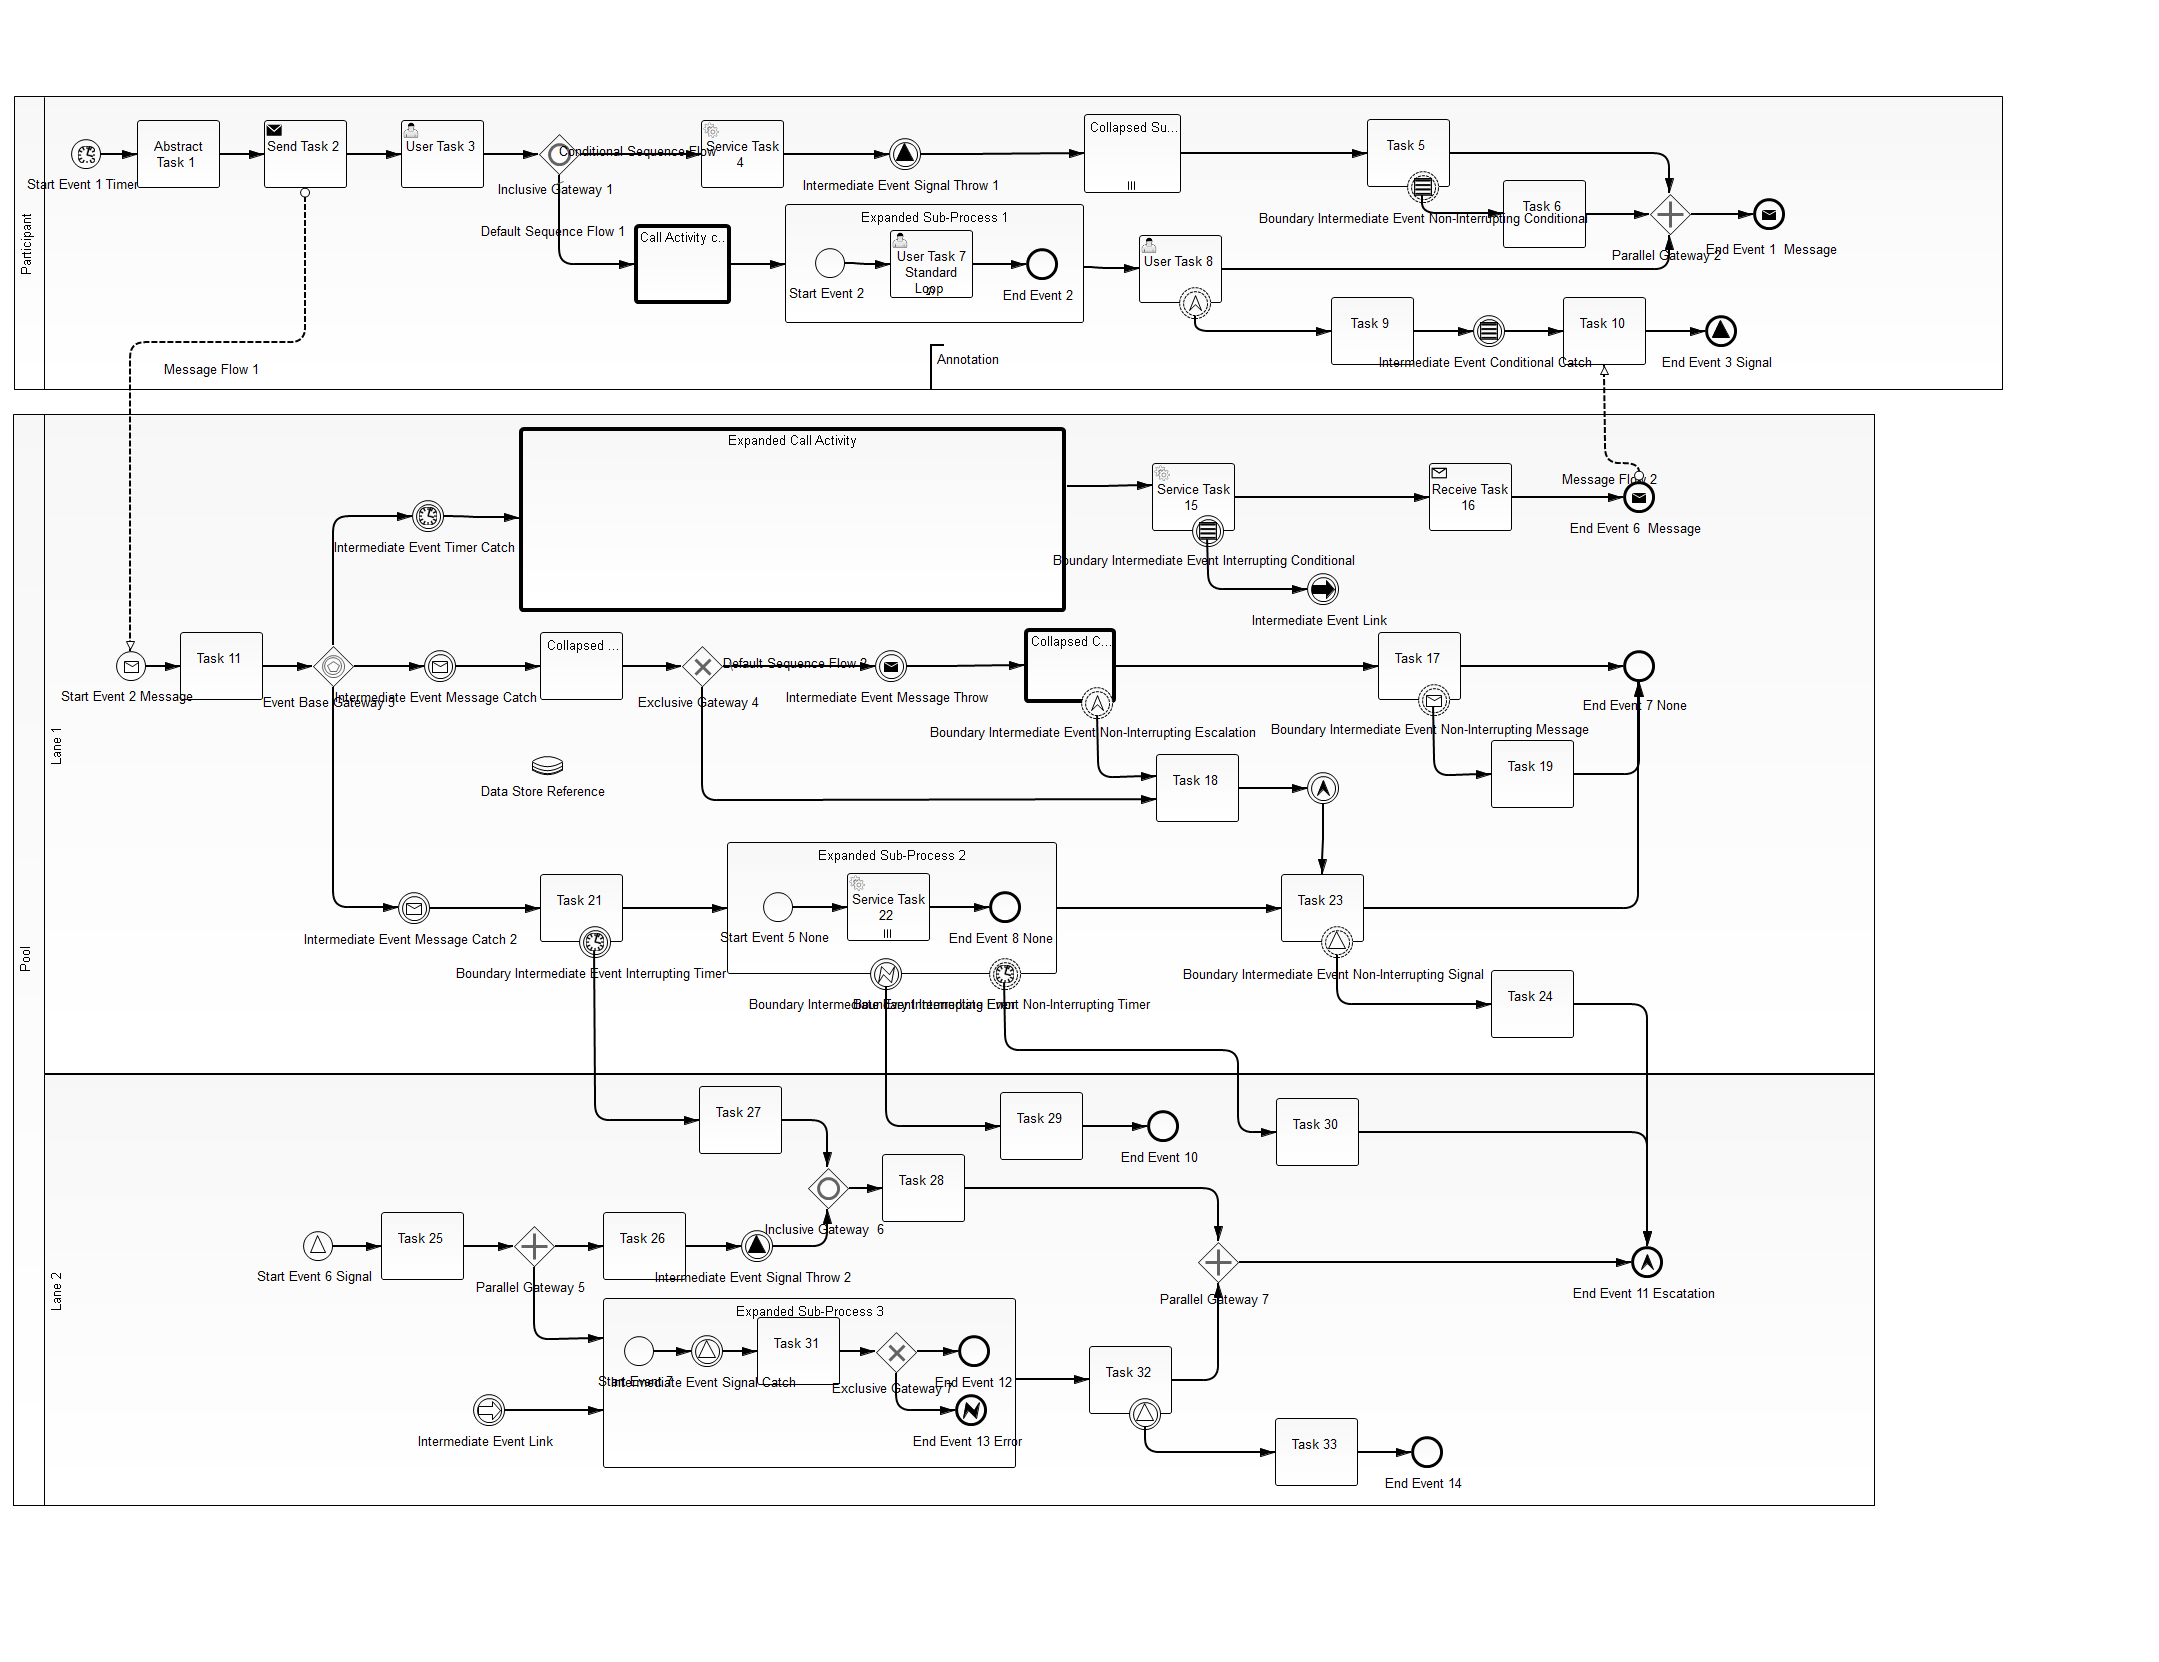 Participant
Start Event 1 Timer
Abstract
Task 1
Send Task 2
User Task 3
Inclusive Gateway 1
Conditional Sequence Flow
Service Task
4
Intermediate Event Signal Throw 1
Collapsed Su...
Task 5
Boundary Intermediate Event Non-Interrupting Conditional
Task 6
Parallel Gateway 2
End Event 1  Message
Default Sequence Flow 1
Call Activity c...
Expanded Sub-Process 1
Start Event 2
User Task 7
Standard
Loop
End Event 2
User Task 8
Task 9
Intermediate Event Conditional Catch
Task 10
End Event 3 Signal
Message Flow 1
Annotation
Pool
Lane 1
Expanded Call Activity
Intermediate Event Timer Catch
Service Task
15
Boundary Intermediate Event Interrupting Conditional
Intermediate Event Link
Receive Task
16
Message Flow 2
End Event 6  Message
Start Event 2 Message
Task 11
Event Base Gateway 3
Intermediate Event Message Catch
Collapsed ...
Exclusive Gateway 4
Default Sequence Flow 2
Intermediate Event Message Throw
Collapsed C...
Boundary Intermediate Event Non-Interrupting Escalation
Task 17
Boundary Intermediate Event Non-Interrupting Message
End Event 7 None
Task 18
Task 19
Data Store Reference
Intermediate Event Message Catch 2
Task 21
Boundary Intermediate Event Interrupting Timer
Expanded Sub-Process 2
Start Event 5 None
Service Task
22
End Event 8 None
Boundary Intermediate Event Interrupting Error
Boundary Intermediate Event Non-Interrupting Timer
Task 23
Boundary Intermediate Event Non-Interrupting Signal
Task 24
Lane 2
Task 27
Task 29
End Event 10
Task 30
Inclusive Gateway  6
Task 28
Start Event 6 Signal
Task 25
Parallel Gateway 5
Task 26
Intermediate Event Signal Throw 2
Parallel Gateway 7
End Event 11 Escatation
Expanded Sub-Process 3
Start Event 7
Intermediate Event Signal Catch
Task 31
Exclusive Gateway 7
End Event 12
End Event 13 Error
Intermediate Event Link
Task 32
Task 33
End Event 14